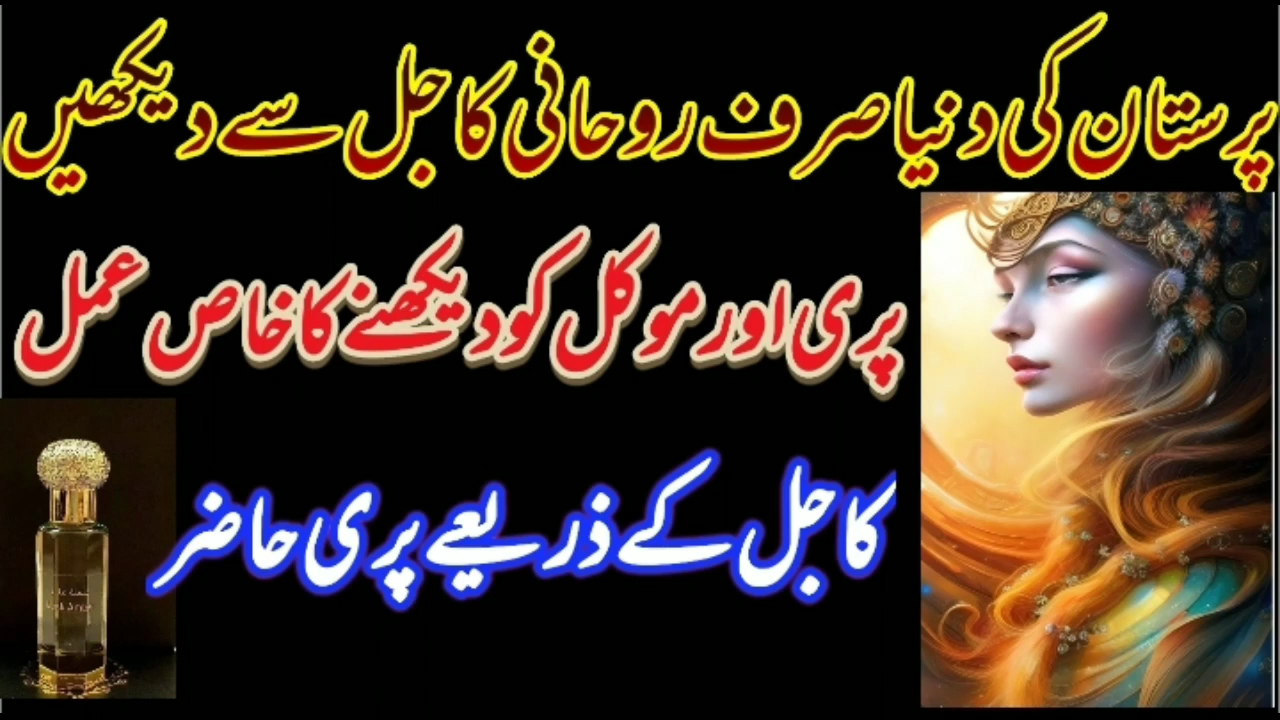 پرستان کی دنیا صرف روحانی کاجل سے دیکھیں
پری اور موکل کو دیکھنے کا خاص عمل
کاجل کے ذریعے پری حاضر